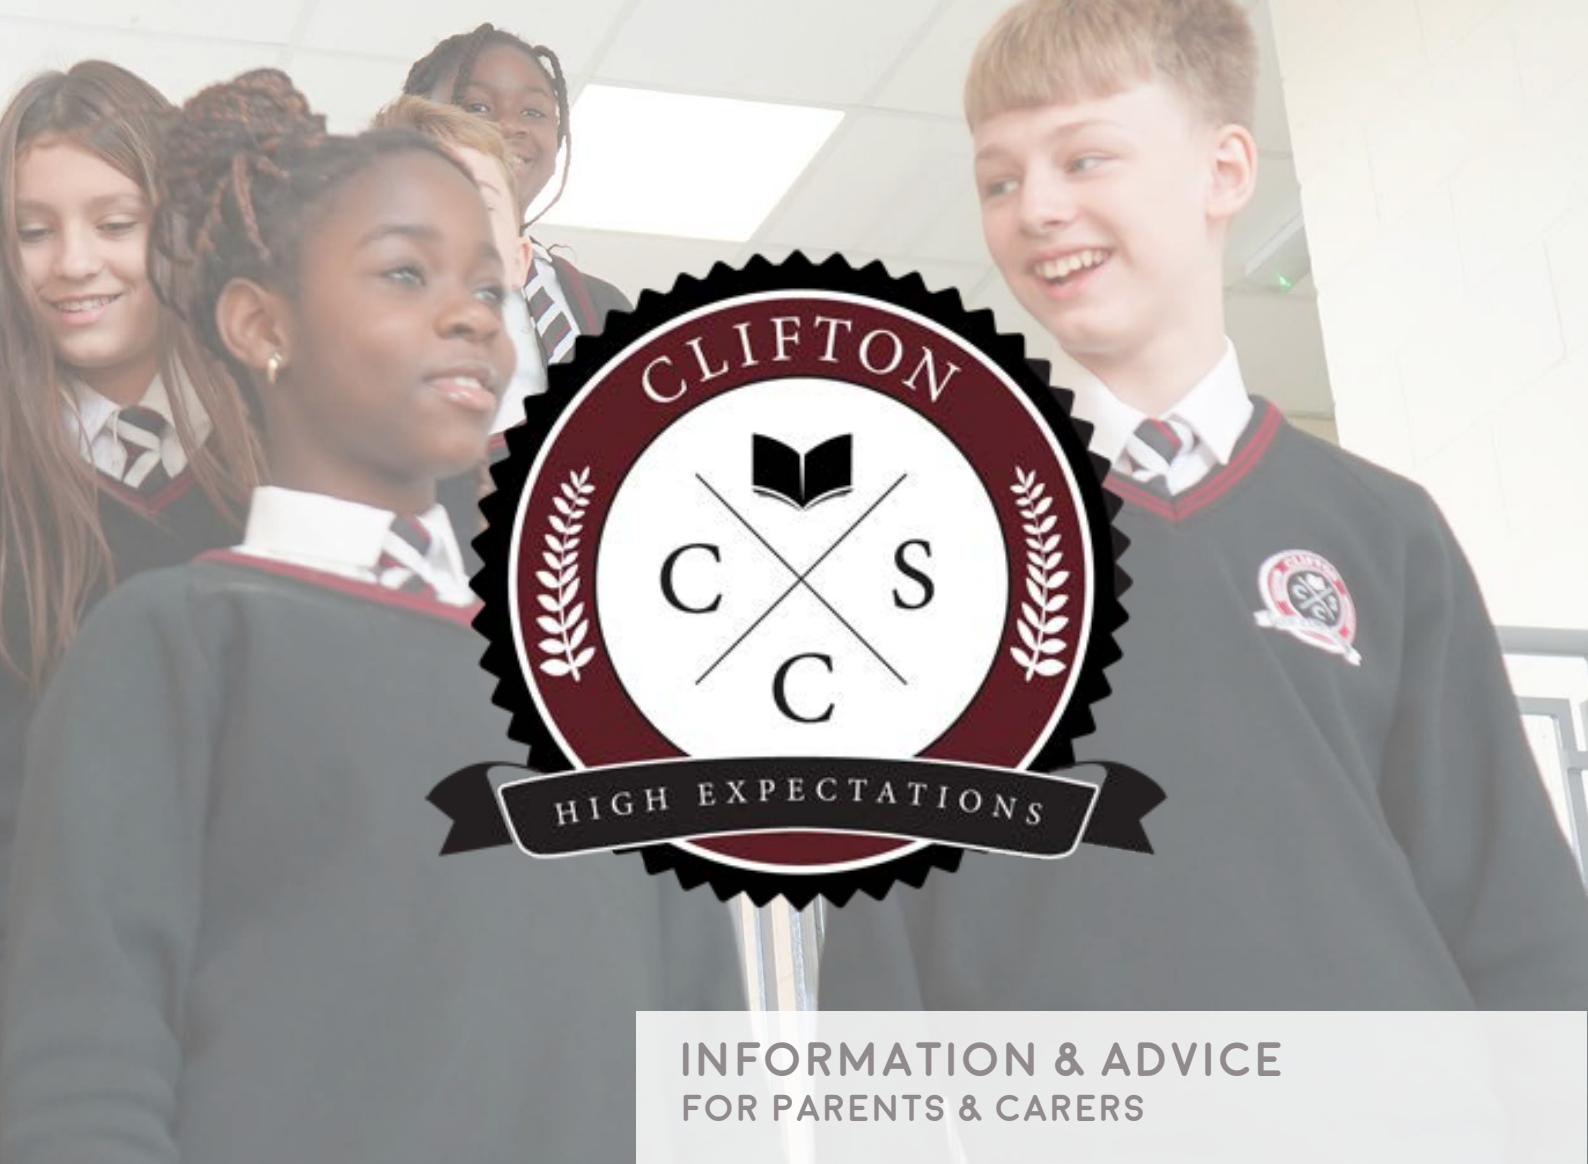 CLIFTON
C S
C
HIGH EXPECTATIONS
INFORMATION & ADVICE
FOR PARENTS & CARERS